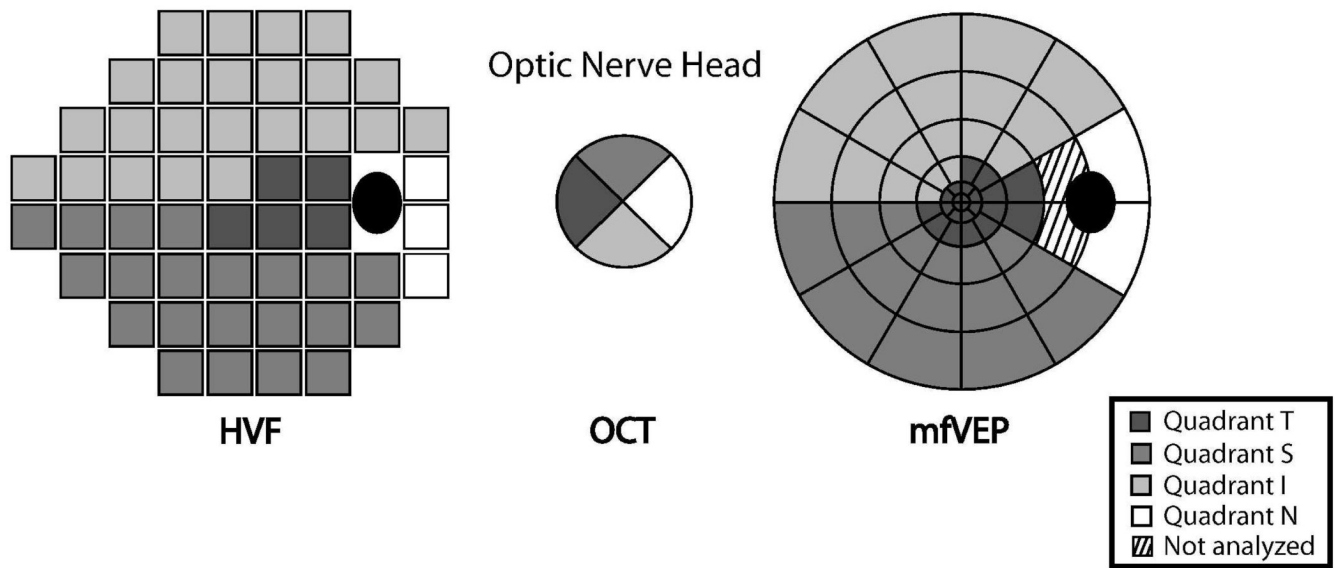 Optic Nerve Head
HVF
OCT
mfVEP
Quadrant T
Quadrant S
Quadrant I
Quadrant N
Not analyzed